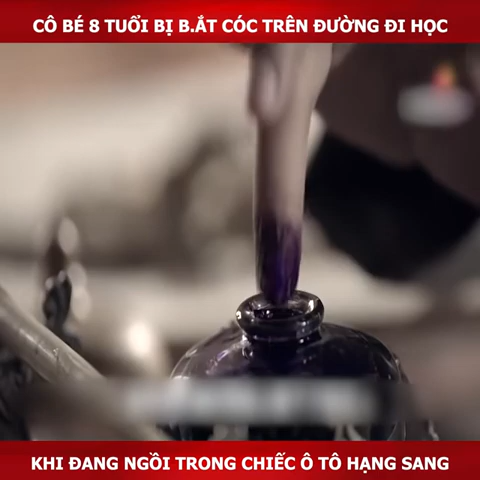 CÔ BÉ 8 TUỔI BỊ B.ẮT CÓC TRÊN ĐƯỜNG ĐI HỌC
KHI ĐANG NGỒI TRONG CHIẾC Ô TÔ HẠNG SANG